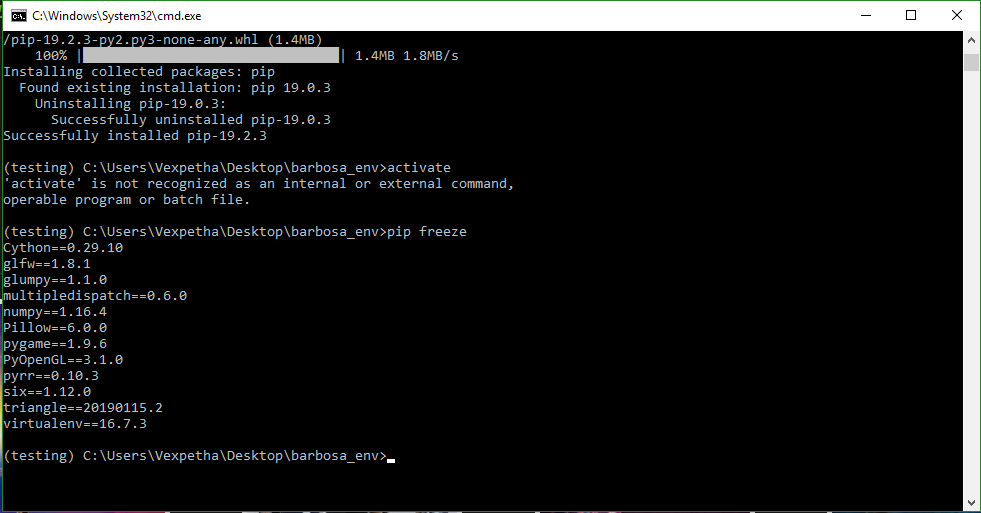 C:\Windows\System32\cmd.exe
/pip-19.2.3-py2.py3-none-any.whl (1.4MB)
100% |████████████████████████████████| 1.4MB 1.8MB/s
Installing collected packages: pip
Found existing installation: pip 19.0.3
Uninstalling pip-19.0.3:
Successfully uninstalled pip-19.0.3
Successfully installed pip-19.2.3
(testing) C:\Users\Vexpetha\Desktop\barbosa_env>activate
'activate' is not recognized as an internal or external command,
operable program or batch file.
(testing) C:\Users\Vexpetha\Desktop\barbosa_env>pip freeze
Cython==0.29.10
glfw==1.8.1
glumpy==1.1.0
multipledispatch==0.6.0
numpy==1.16.4
Pillow==6.0.0
pygame==1.9.6
PyOpenGL==3.1.0
pyrr==0.10.3
six==1.12.0
triangle==20190115.2
virtualenv==16.7.3
(testing) C:\Users\Vexpetha\Desktop\barbosa_env>